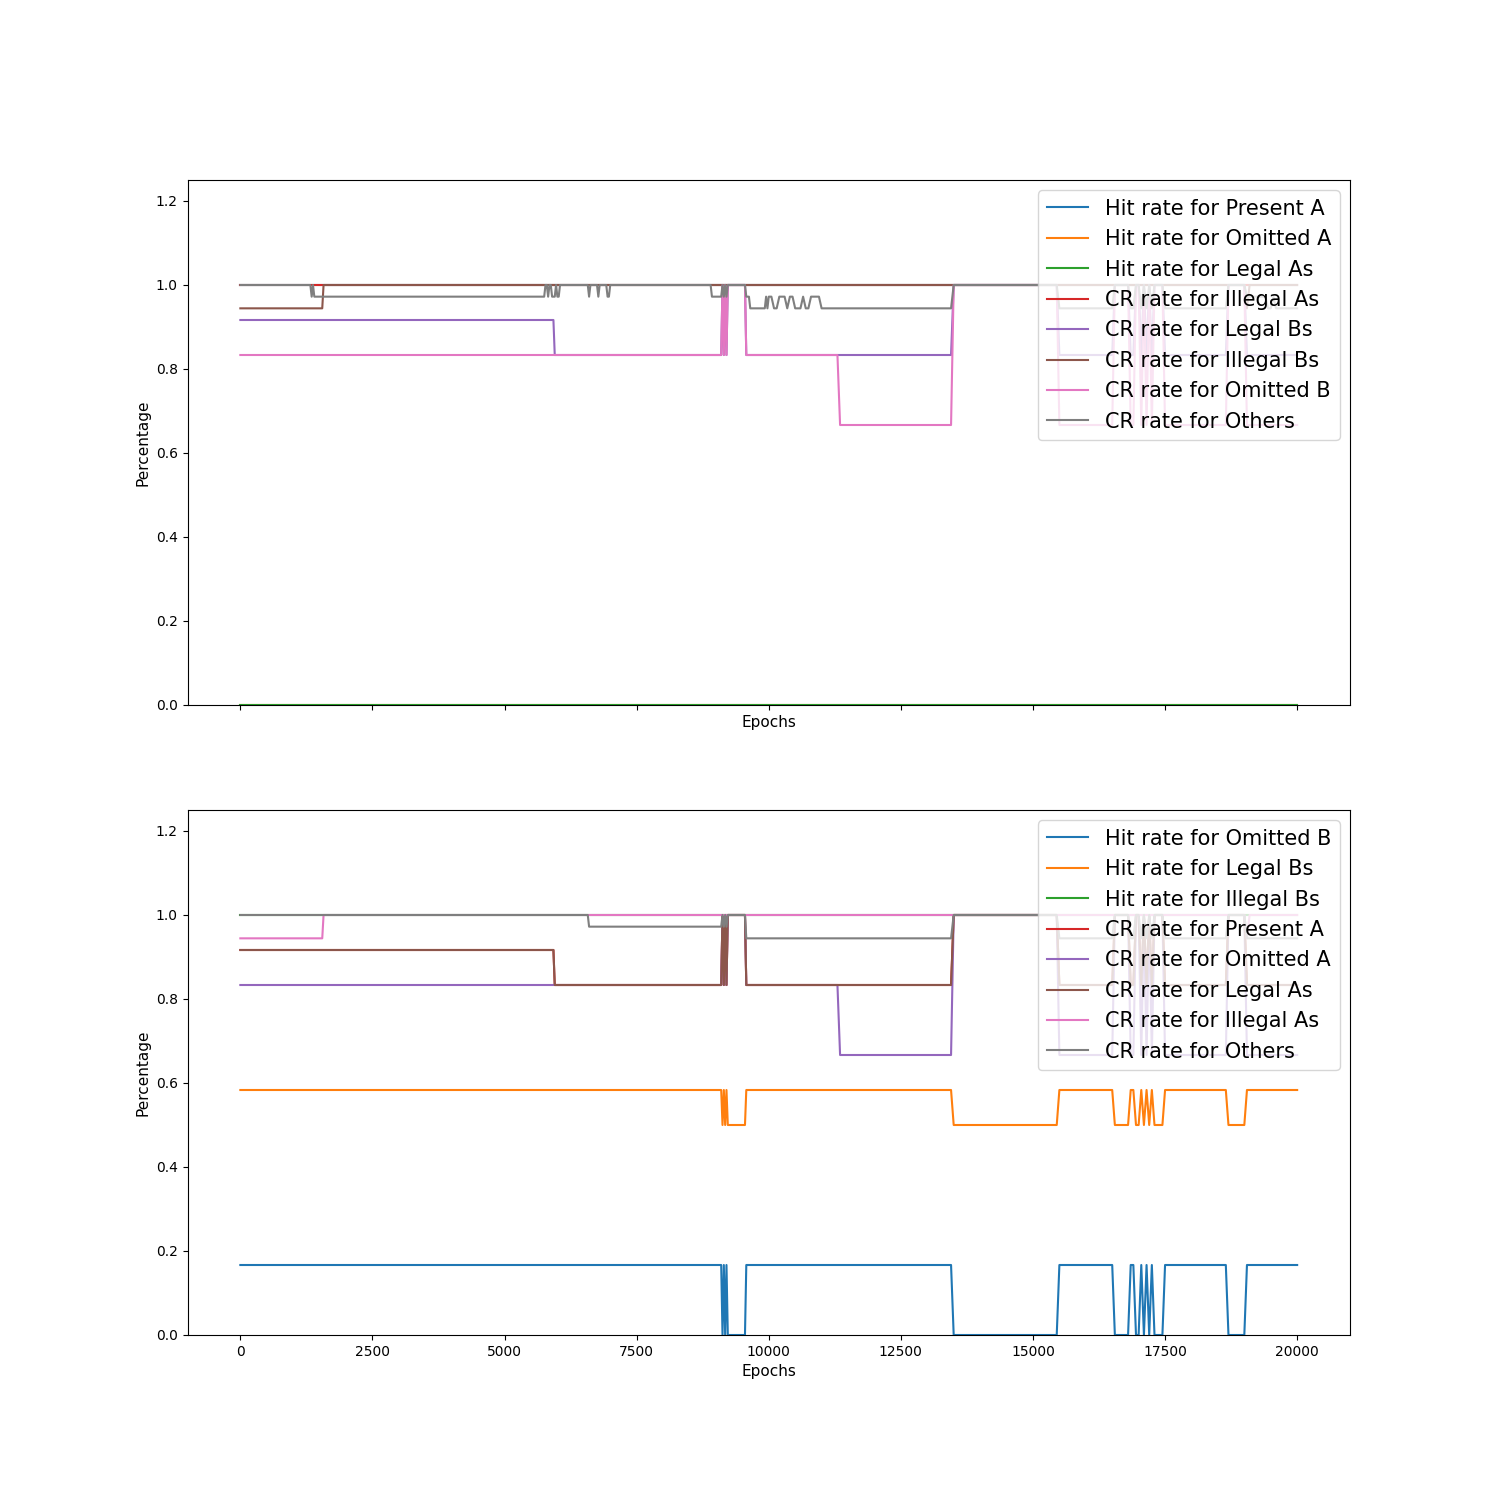 1.2
1.0
0.8
0.6
0.4
0.2
0.0
Percentage
Epochs
Hit rate for Present A
Hit rate for Omitted A
Hit rate for Legal As
CR rate for Illegal As
CR rate for Legal Bs
CR rate for Illegal Bs
CR rate for Omitted B
CR rate for Others
1.2
1.0
0.8
0.6
0.4
0.2
0.0
Percentage
Hit rate for Omitted B
Hit rate for Legal Bs
Hit rate for Illegal Bs
CR rate for Present A
CR rate for Omitted A
CR rate for Legal As
CR rate for Illegal As
CR rate for Others
0 2500 5000 7500 10000 12500 15000 17500 20000
Epochs